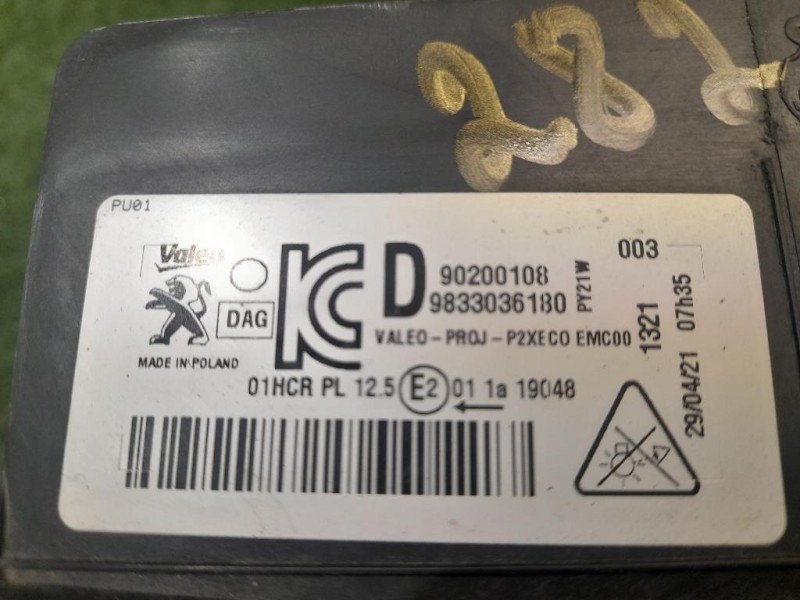 287
PU01
Valeo
DAG
MADE IN POLAND
D
90200108
9833036180
PY21W
VALEO-PROJ-P2XECO EMC00
003
1321
29/04/21 07h35
01HCR PL 12.5 E2 01 1a 19048